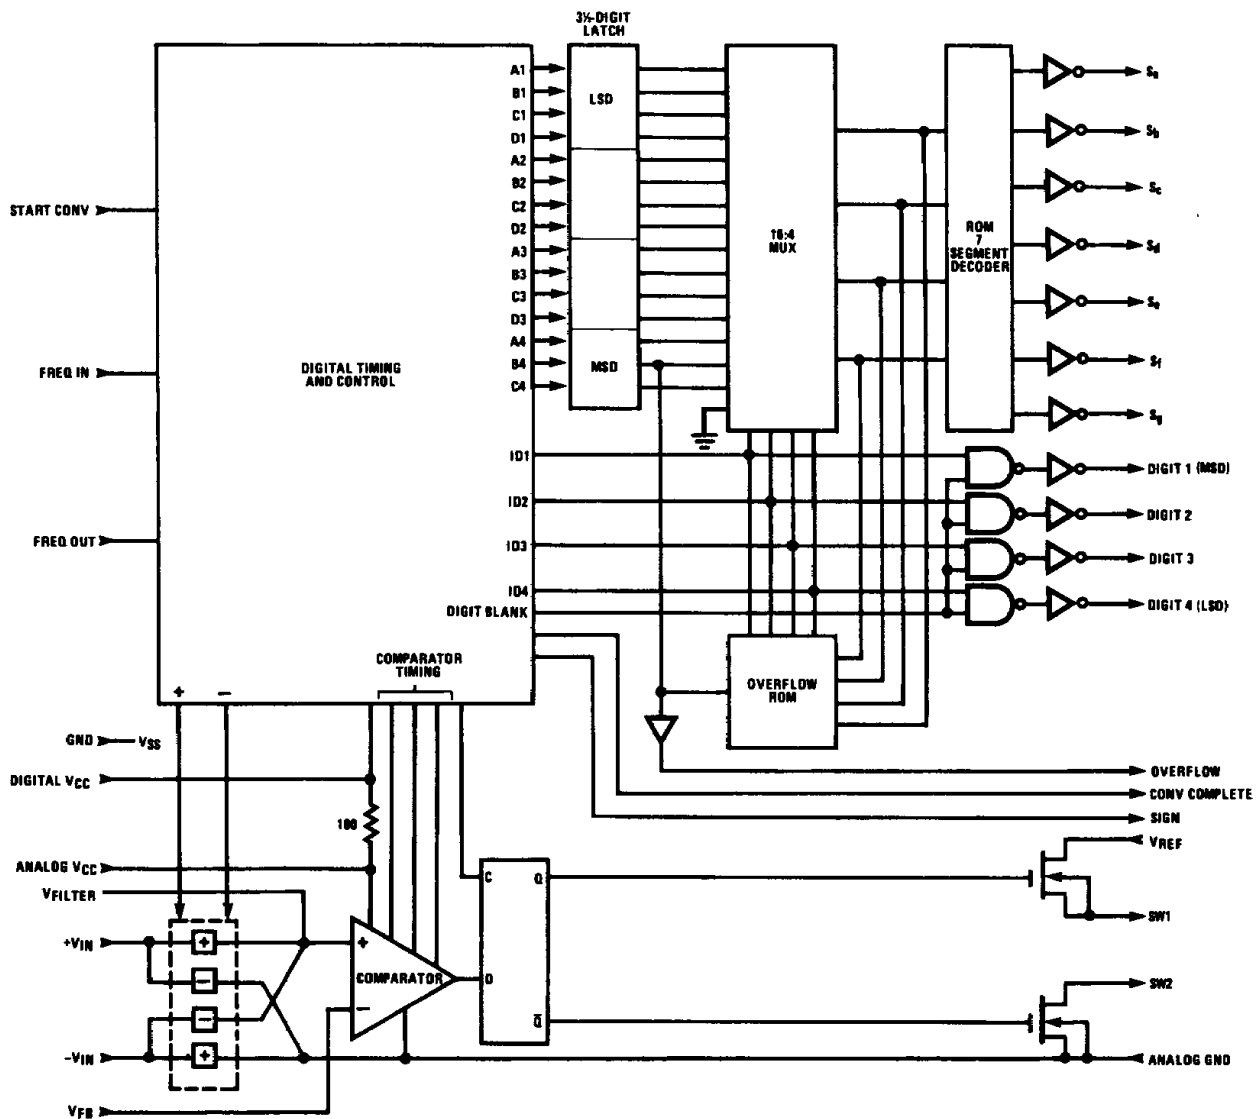 3½-DIGIT
LATCH
A1
B1
C1
D1
A2
B2
C2
D2
A3
B3
C3
D3
A4
B4
C4
LSD
MSD
16:4
MUX
ROM
7
SEGMENT
DECODER
Sa
Sb
Sc
Sd
Se
Sf
Sg
START CONV
FREQ IN
FREQ OUT
DIGITAL TIMING
AND CONTROL
ID1
ID2
ID3
ID4
DIGIT BLANK
DIGIT 1 (MSD)
DIGIT 2
DIGIT 3
DIGIT 4 (LSD)
COMPARATOR
TIMING
OVERFLOW
ROM
+
−
GND
VSS
DIGITAL VCC
100
ANALOG VCC
VFILTER
+VIN
−VIN
VFB
+
−
−
+
+
COMPARATOR
−
C
Q
D
Q̅
OVERFLOW
CONV COMPLETE
SIGN
VREF
SW1
SW2
ANALOG GND